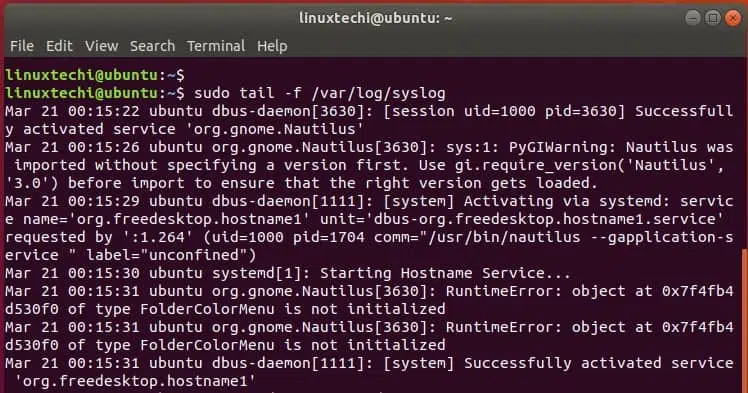 linuxtechi@ubuntu: ~
File Edit View Search Terminal Help
linuxtechi@ubuntu:~$
linuxtechi@ubuntu:~$ sudo tail -f /var/log/syslog
Mar 21 00:15:22 ubuntu dbus-daemon[3630]: [session uid=1000 pid=3630] Successfull
y activated service 'org.gnome.Nautilus'
Mar 21 00:15:26 ubuntu org.gnome.Nautilus[3630]: sys:1: PyGIWarning: Nautilus was
 imported without specifying a version first. Use gi.require_version('Nautilus',
'3.0') before import to ensure that the right version gets loaded.
Mar 21 00:15:29 ubuntu dbus-daemon[1111]: [system] Activating via systemd: servic
e name='org.freedesktop.hostname1' unit='dbus-org.freedesktop.hostname1.service'
requested by ':1.264' (uid=1000 pid=1704 comm="/usr/bin/nautilus --gapplication-s
ervice " label="unconfined")
Mar 21 00:15:30 ubuntu systemd[1]: Starting Hostname Service...
Mar 21 00:15:31 ubuntu org.gnome.Nautilus[3630]: RuntimeError: object at 0x7f4fb4
d530f0 of type FolderColorMenu is not initialized
Mar 21 00:15:31 ubuntu org.gnome.Nautilus[3630]: RuntimeError: object at 0x7f4fb4
d530f0 of type FolderColorMenu is not initialized
Mar 21 00:15:31 ubuntu dbus-daemon[1111]: [system] Successfully activated service
 'org.freedesktop.hostname1'